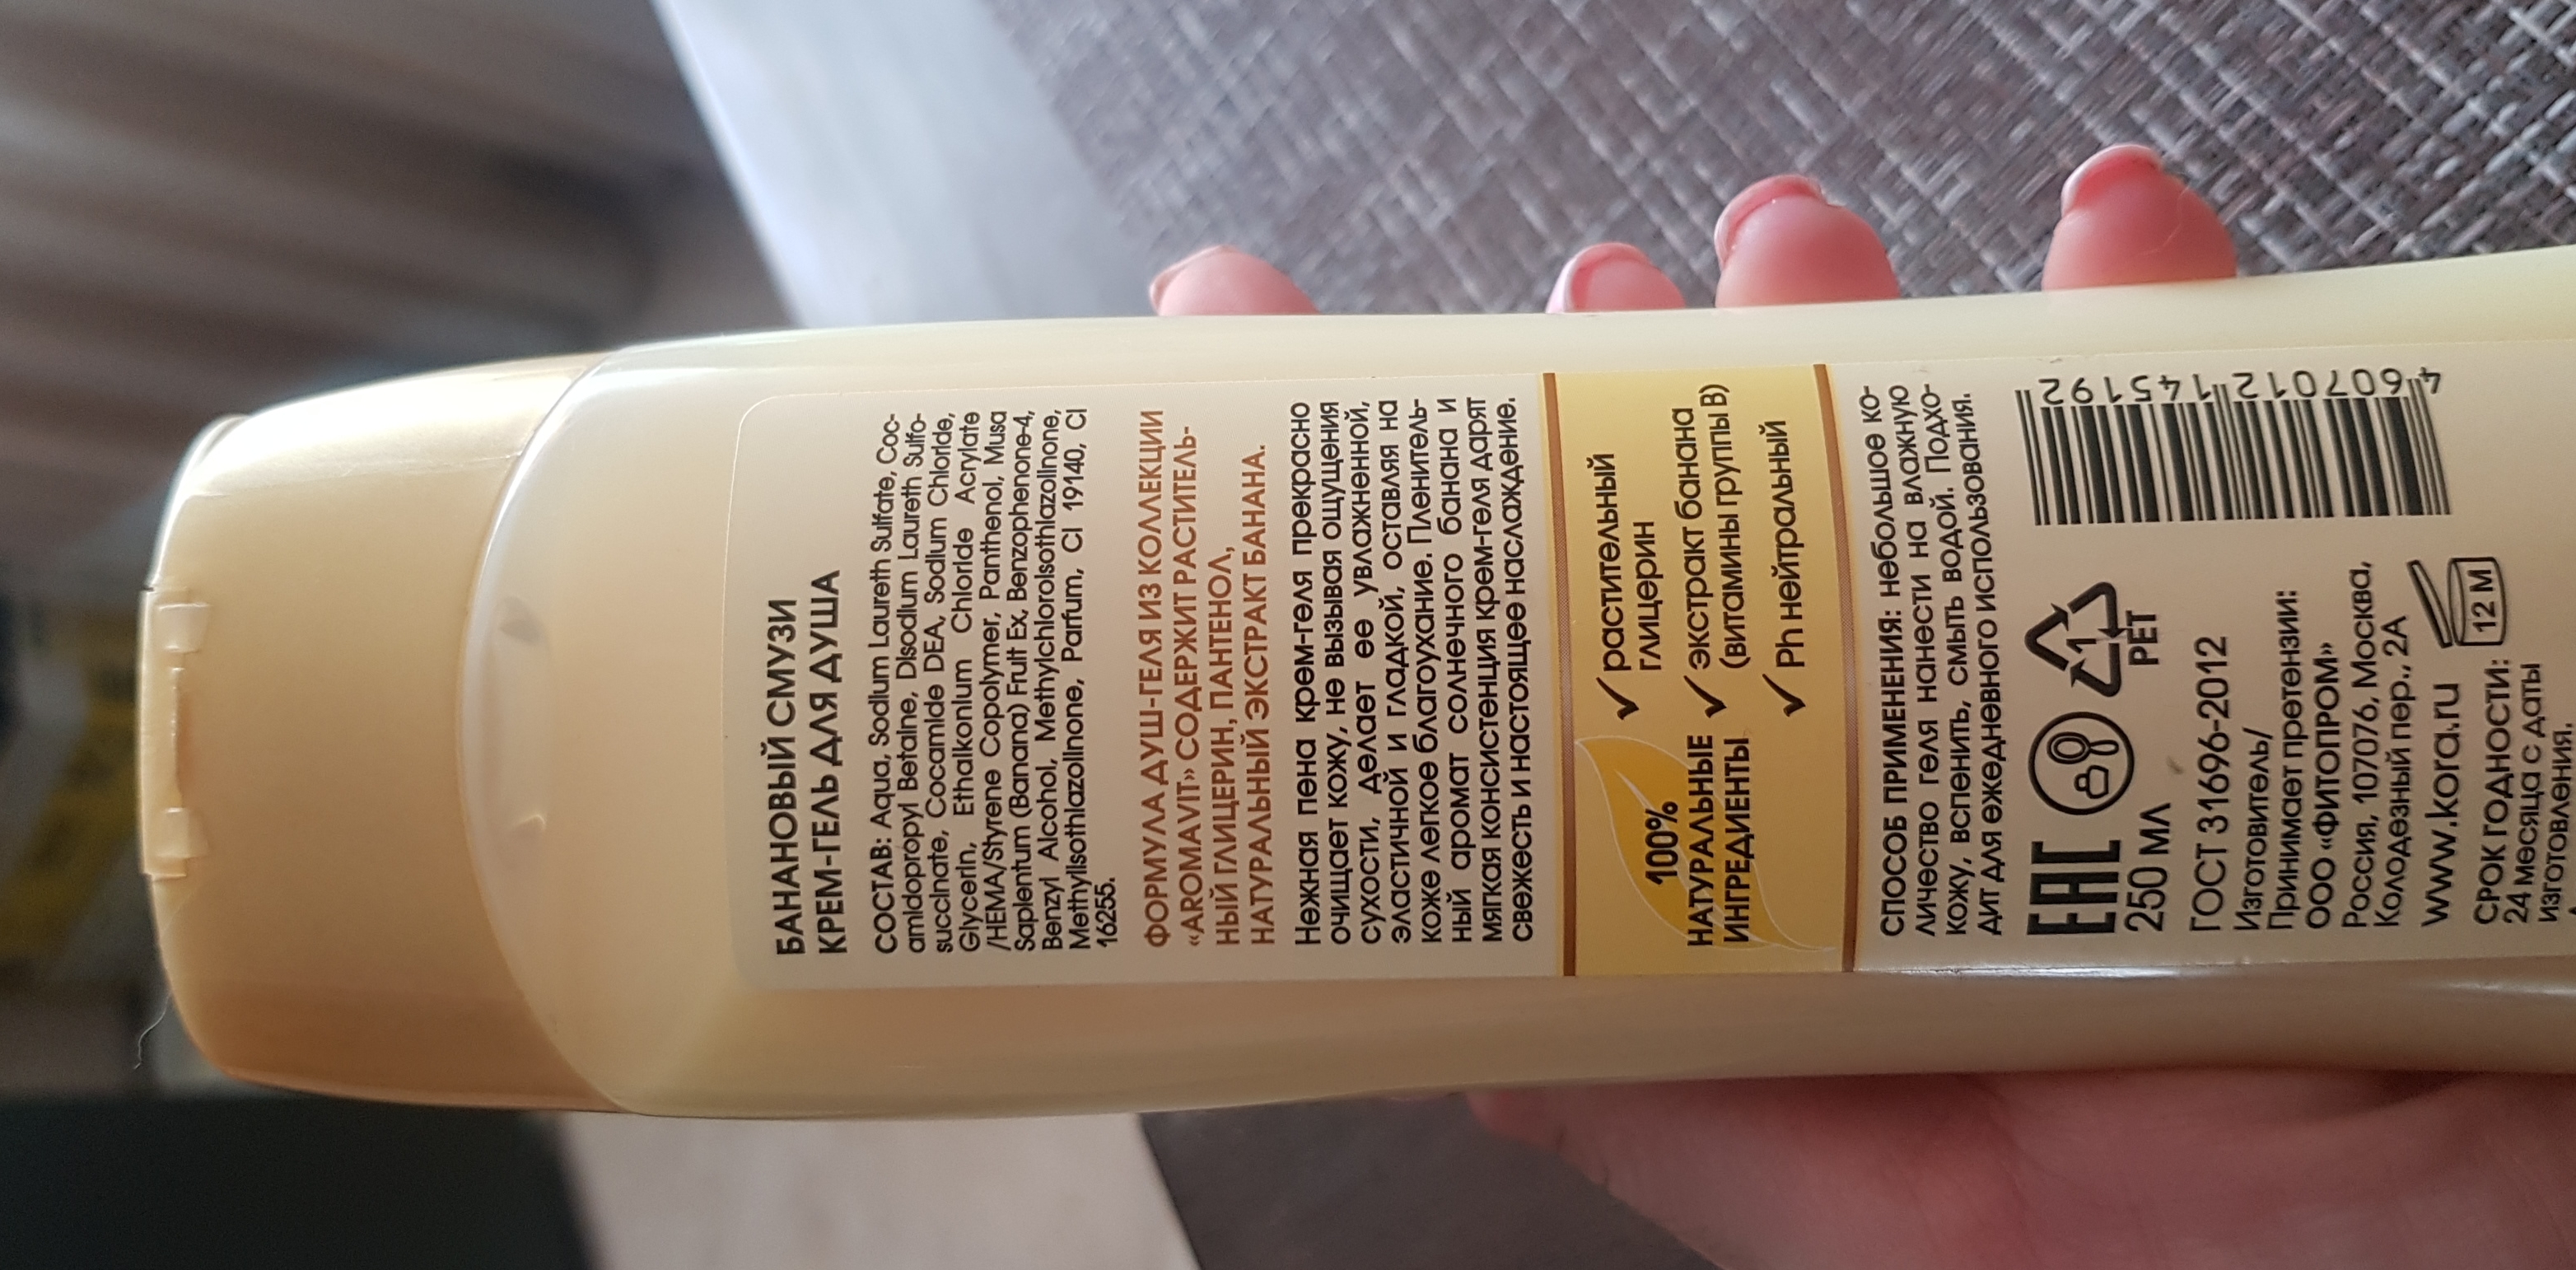 БАНАНОВЫЙ СМУЗИ
КРЕМ-ГЕЛЬ ДЛЯ ДУША
СОСТАВ: Aqua, Sodium Laureth Sulfate, Coc-
amidopropyl Betaine, Disodium Laureth Sulfo-
succinate, Cocamide DEA, Sodium Chloride,
Glycerin, Ethalkonium Chloride Acrylate
/HEMA/Styrene Copolymer, Panthenol, Musa
Sapientum (Banana) Fruit Ex, Benzophenone-4,
Benzyl Alcohol, Methylchloroisothiazolinone,
Methylisothiazolinone, Parfum, CI 19140, CI
16255.
ФОРМУЛА ДУШ-ГЕЛЯ ИЗ КОЛЛЕКЦИИ
«AROMAVIT» СОДЕРЖИТ РАСТИТЕЛЬ-
НЫЙ ГЛИЦЕРИН, ПАНТЕНОЛ,
НАТУРАЛЬНЫЙ ЭКСТРАКТ БАНАНА.
Нежная пена крем-геля прекрасно
очищает кожу, не вызывая ощущения
сухости, делает ее увлажненной,
эластичной и гладкой, оставляя на
коже легкое благоухание. Пленитель-
ный аромат солнечного банана и
мягкая консистенция крем-геля дарят
свежесть и настоящее наслаждение.
100%
НАТУРАЛЬНЫЕ
ИНГРЕДИЕНТЫ
✓ растительный
глицерин
✓ экстракт банана
(витамины группы В)
✓ Ph нейтральный
СПОСОБ ПРИМЕНЕНИЯ: небольшое ко-
личество геля нанести на влажную
кожу, вспенить, смыть водой. Подхо-
дит для ежедневного использования.
EAC
1
PET
250 МЛ
ГОСТ 31696-2012
Изготовитель/
Принимает претензии:
ООО «ФИТОПРОМ»
Россия, 107076, Москва,
Колодезный пер., 2А
www.kora.ru
СРОК ГОДНОСТИ:
24 месяца с даты
изготовления.
12 M
4 607012 145192